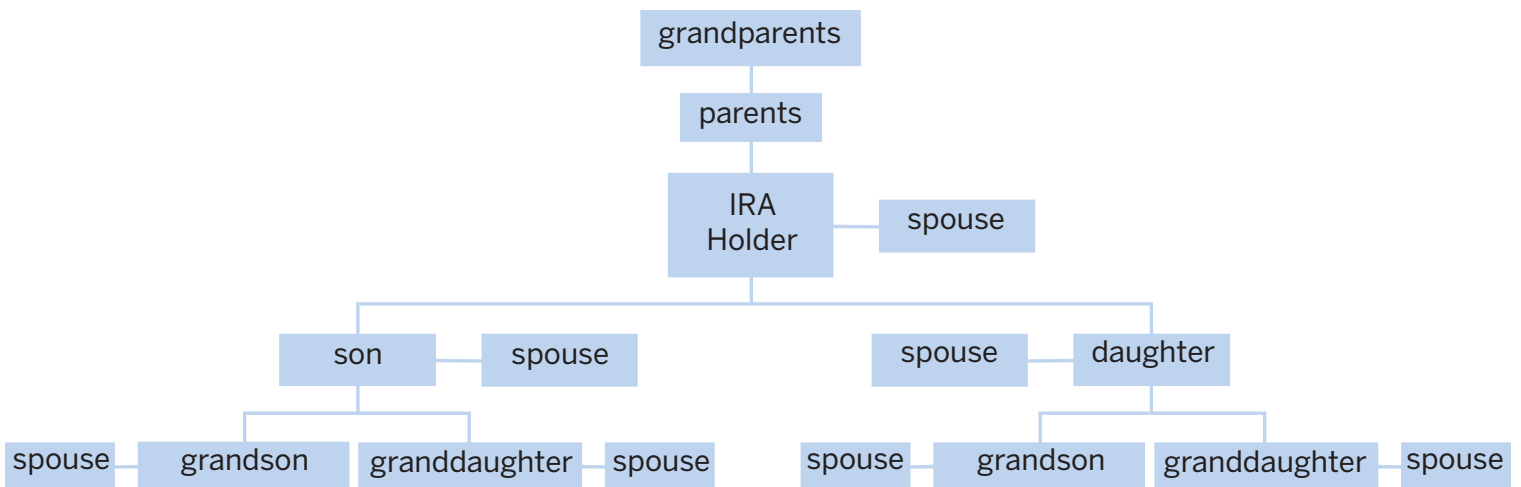 grandparents
parents
IRA
Holder
spouse
son
spouse
spouse
daughter
spouse
grandson
granddaughter
spouse
spouse
grandson
granddaughter
spouse